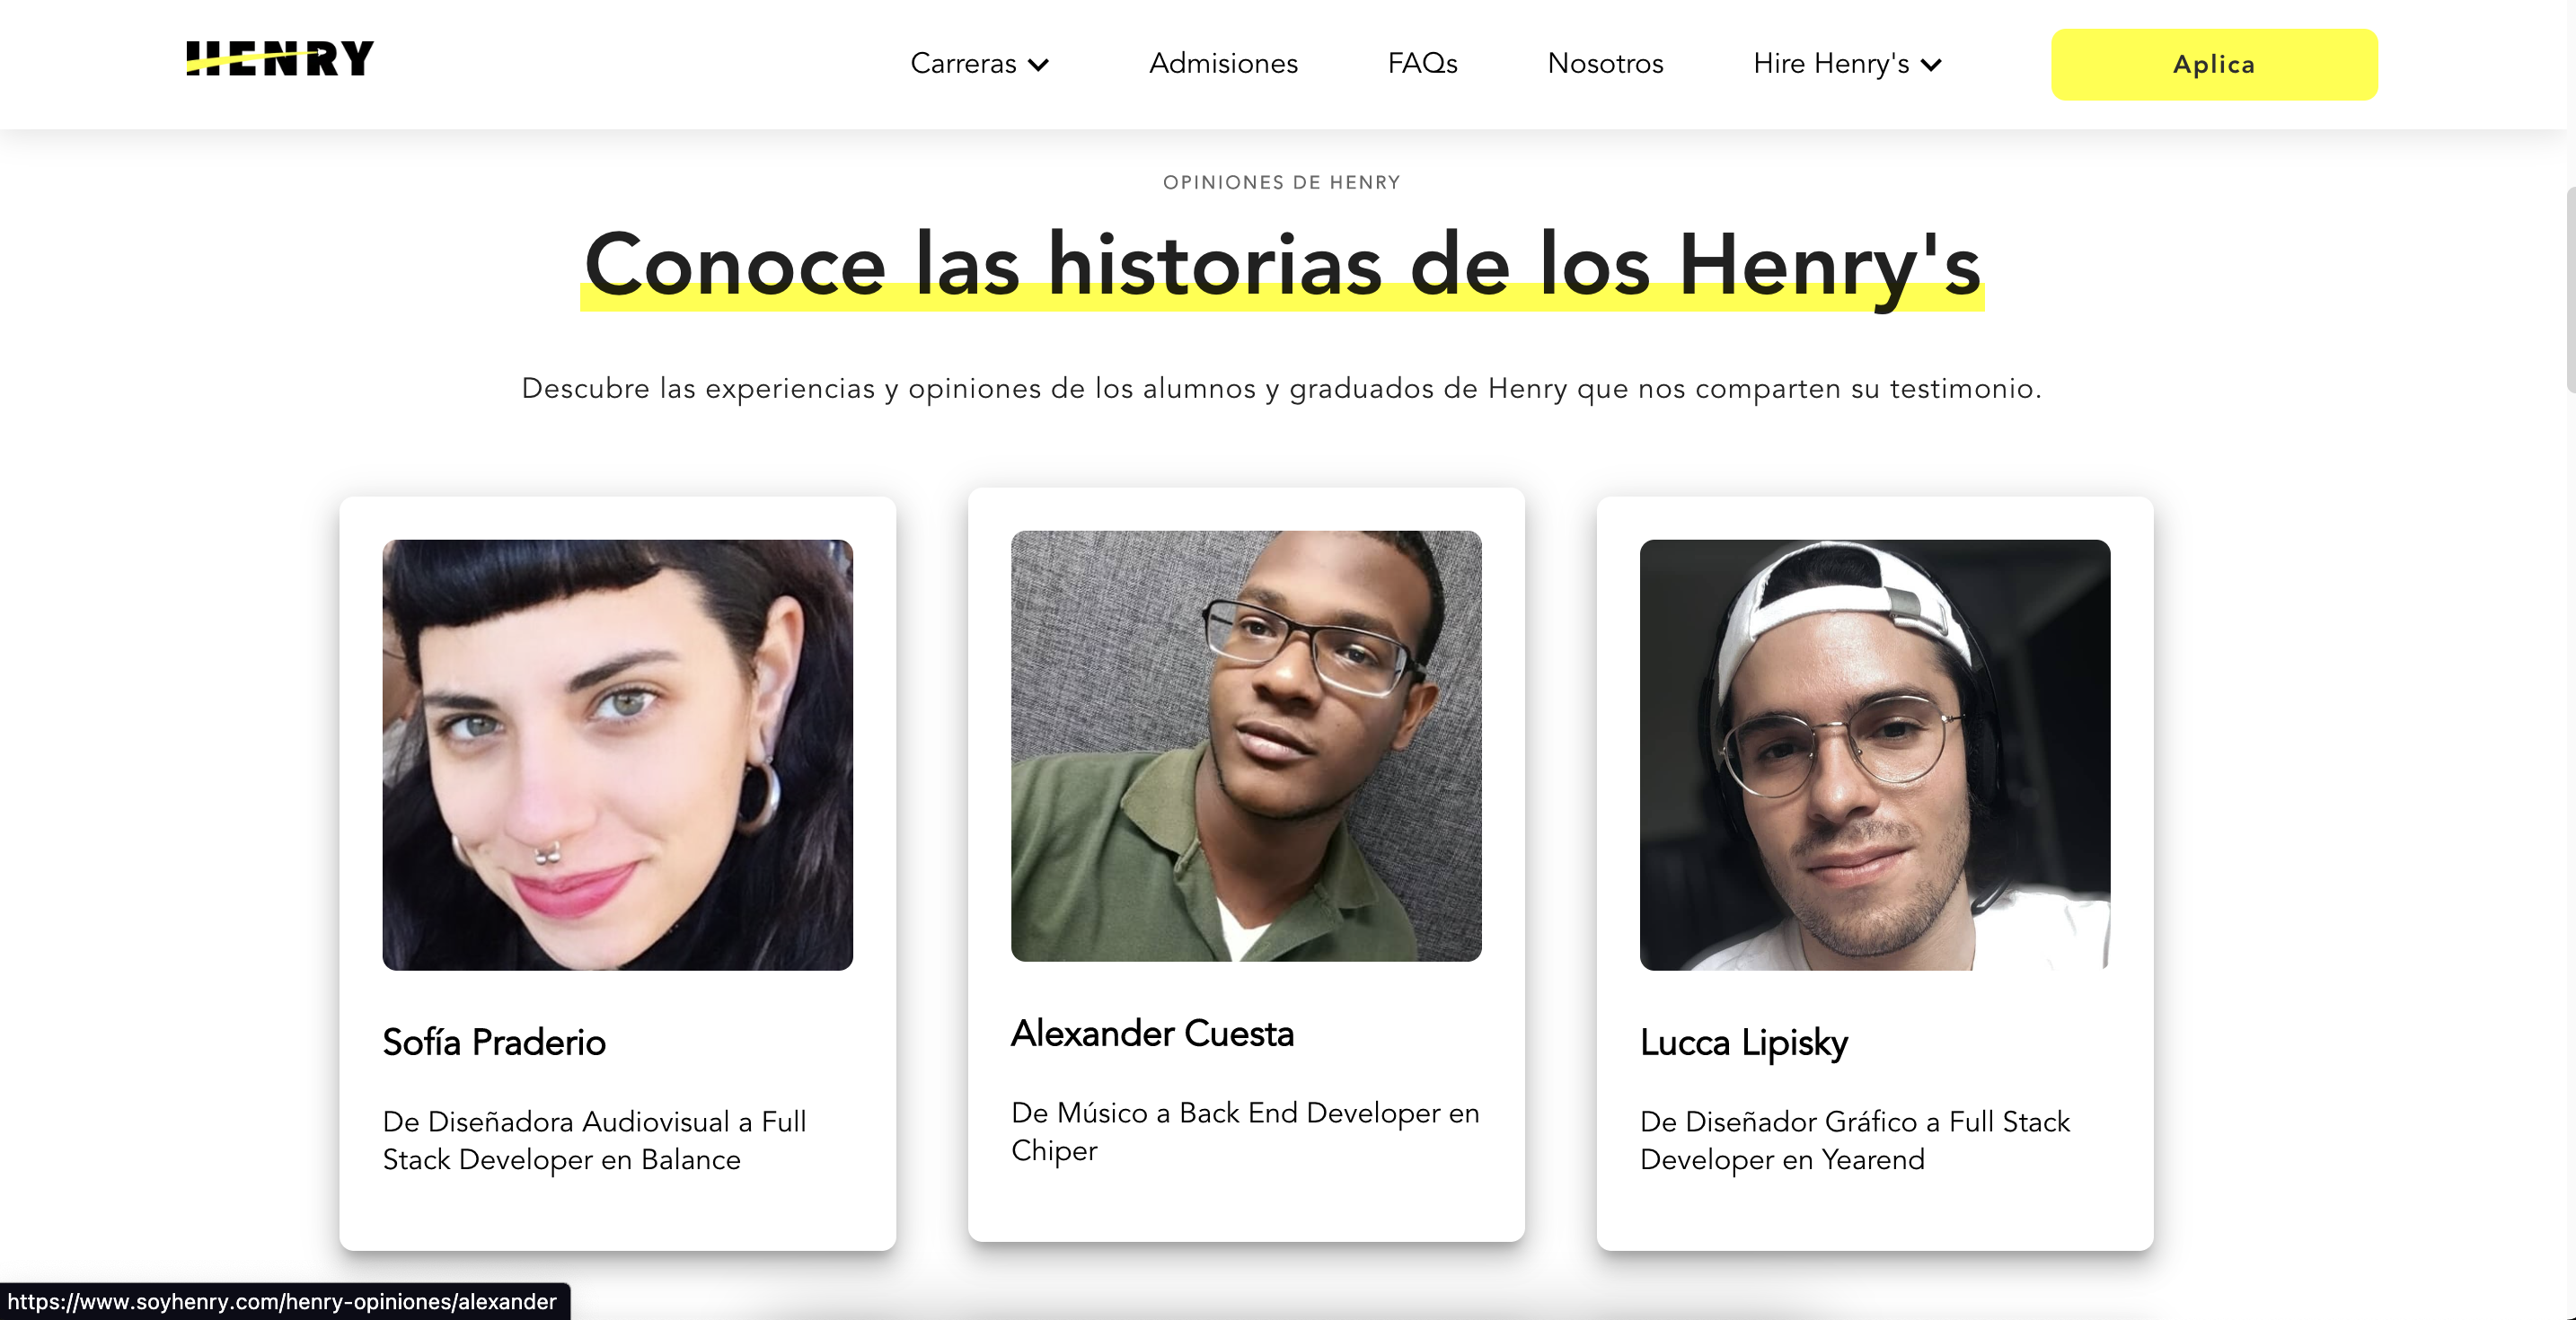 HENRY
Carreras
Admisiones
FAQs
Nosotros
Hire Henry's
Aplica
OPINIONES DE HENRY
Conoce las historias de los Henry's
Descubre las experiencias y opiniones de los alumnos y graduados de Henry que nos comparten su testimonio.
Sofía Praderio
De Diseñadora Audiovisual a Full
Stack Developer en Balance
Alexander Cuesta
De Músico a Back End Developer en
Chiper
Lucca Lipisky
De Diseñador Gráfico a Full Stack
Developer en Yearend
https://www.soyhenry.com/henry-opiniones/alexander